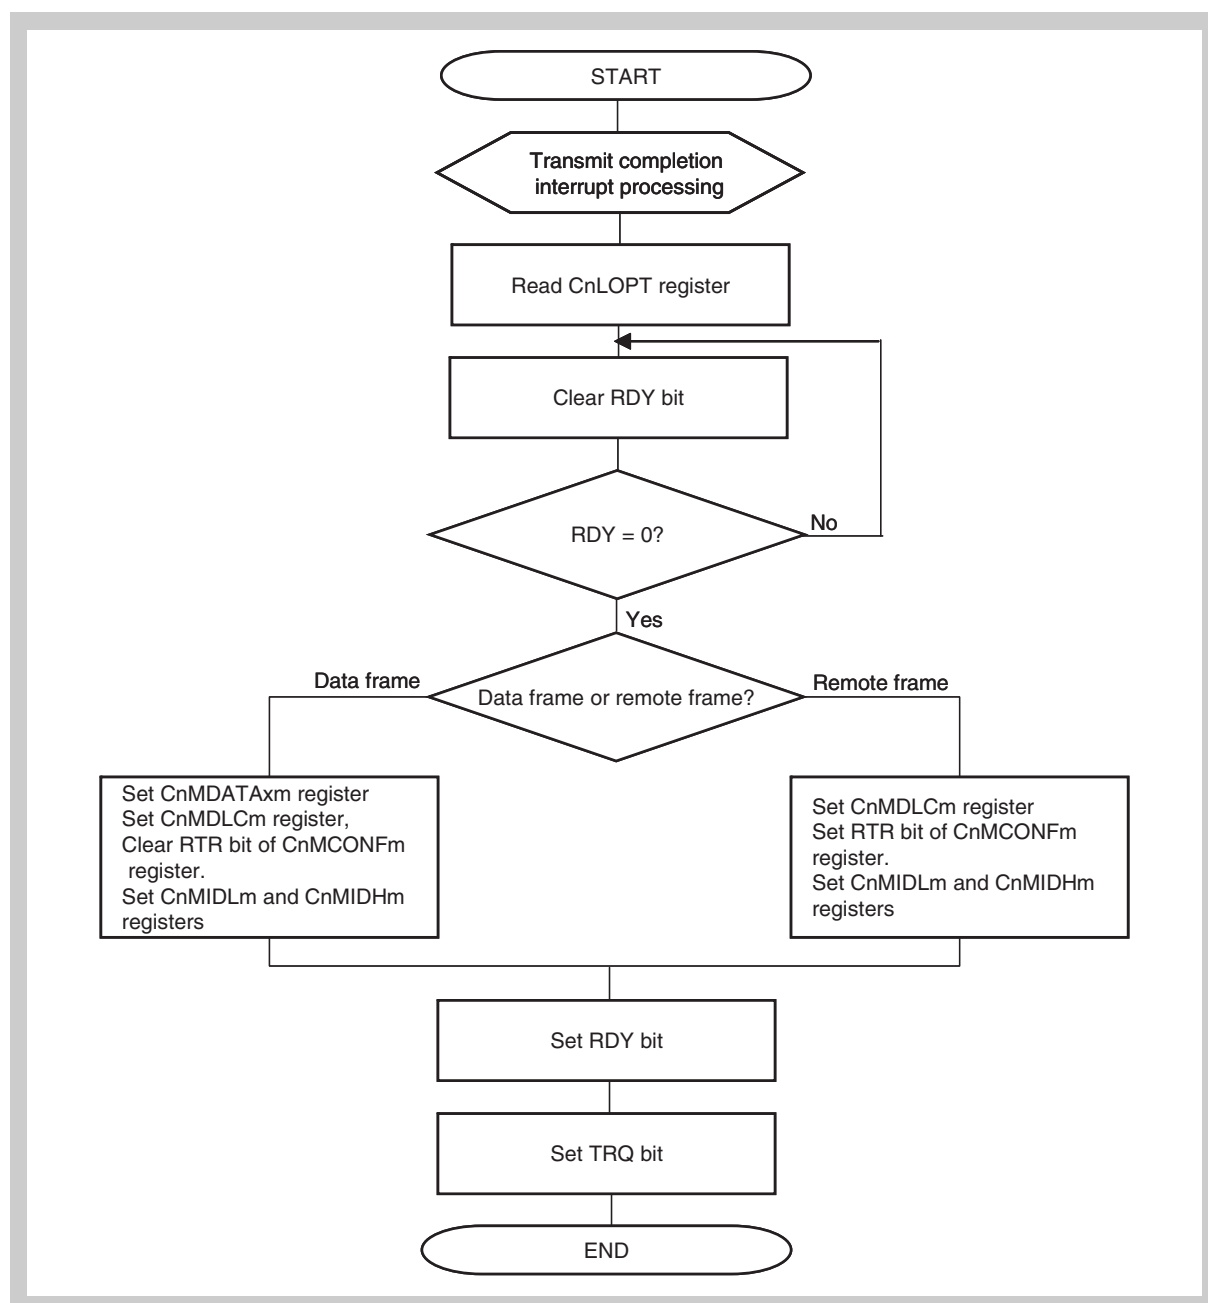 START
Transmit completion
interrupt processing
Read CnLOPT register
Clear RDY bit
RDY = 0?
No
Yes
Data frame
Data frame or remote frame?
Remote frame
Set CnMDATAxm register
Set CnMDLCm register,
Clear RTR bit of CnMCONFm
register.
Set CnMIDLm and CnMIDHm
registers
Set CnMDLCm register
Set RTR bit of CnMCONFm
register.
Set CnMIDLm and CnMIDHm
registers
Set RDY bit
Set TRQ bit
END